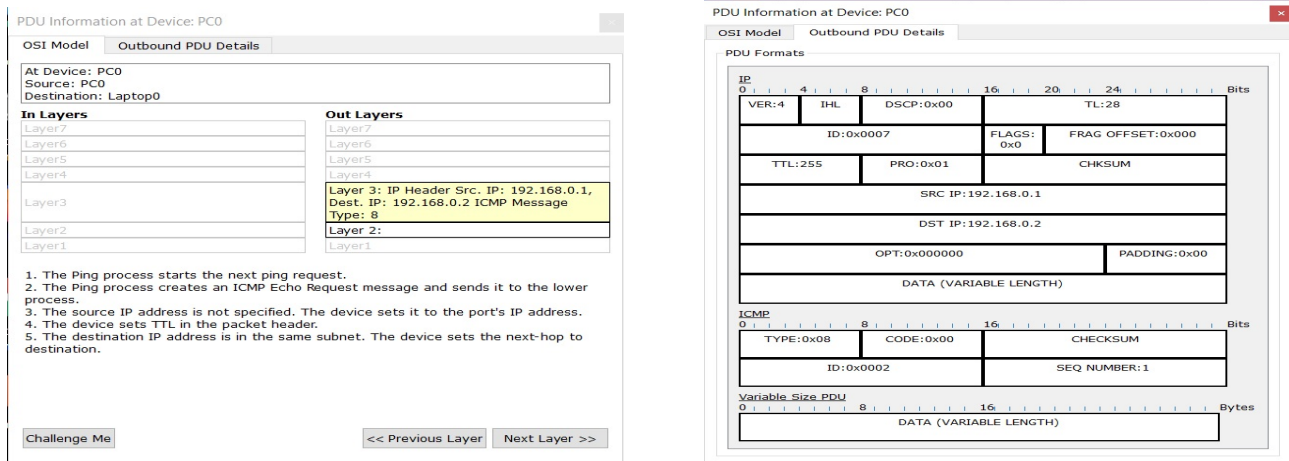 PDU Information at Device: PC0
OSI Model Outbound PDU Details
At Device: PC0
Source: PC0
Destination: Laptop0
In Layers Out Layers
Layer7 Layer7
Layer6 Layer6
Layer5 Layer5
Layer4 Layer4
Layer3
Layer 3: IP Header Src. IP: 192.168.0.1,
Dest. IP: 192.168.0.2 ICMP Message
Type: 8
Layer2 Layer 2:
Layer1 Layer1
1. The Ping process starts the next ping request.
2. The Ping process creates an ICMP Echo Request message and sends it to the lower
process.
3. The source IP address is not specified. The device sets it to the port's IP address.
4. The device sets TTL in the packet header.
5. The destination IP address is in the same subnet. The device sets the next-hop to
destination.
Challenge Me << Previous Layer Next Layer >>
PDU Information at Device: PC0
OSI Model Outbound PDU Details
PDU Formats
IP
0 4 8 16 20 24 Bits
VER:4 IHL DSCP:0x00 TL:28
ID:0x0007 FLAGS: FRAG OFFSET:0x000
0x0
TTL:255 PRO:0x01 CHKSUM
SRC IP:192.168.0.1
DST IP:192.168.0.2
OPT:0x000000 PADDING:0x00
DATA (VARIABLE LENGTH)
ICMP
0 8 16 Bits
TYPE:0x08 CODE:0x00 CHECKSUM
ID:0x0002 SEQ NUMBER:1
Variable Size PDU
0 8 16 Bytes
DATA (VARIABLE LENGTH)